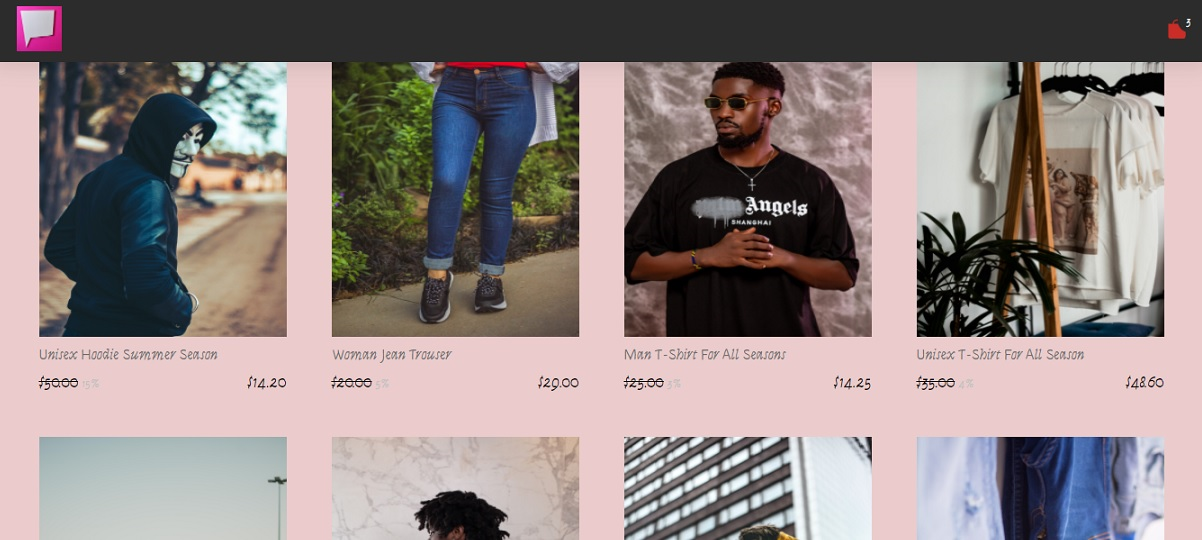 3
Angels
SHANGHAI
Unisex Hoodie Summer Season
Woman Jean Trouser
Man T-Shirt For All Seasons
Unisex T-Shirt For All Season
$50.00 15% $14.20
$20.00 5% $29.00
$25.00 5% $14.25
$35.00 4% $48.60